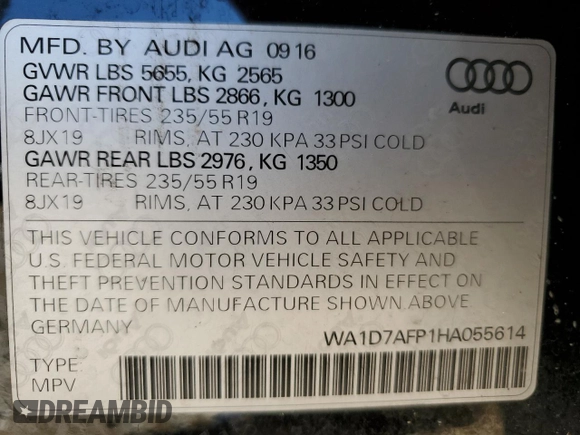 MFD. BY AUDI AG 0916
GVWR LBS 5655, KG 2565
GAWR FRONT LBS 2866, KG 1300
FRONT-TIRES 235/55 R19
8JX19 RIMS, AT 230 KPA 33 PSI COLD
GAWR REAR LBS 2976, KG 1350
REAR-TIRES 235/55 R19
8JX19 RIMS, AT 230 KPA 33 PSI COLD
Audi
THIS VEHICLE CONFORMS TO ALL APPLICABLE
U.S. FEDERAL MOTOR VEHICLE SAFETY AND
THEFT PREVENTION STANDARDS IN EFFECT ON
THE DATE OF MANUFACTURE SHOWN ABOVE
WA1D7AFP1HA055614
TYPE:
MPV
DREAMBID